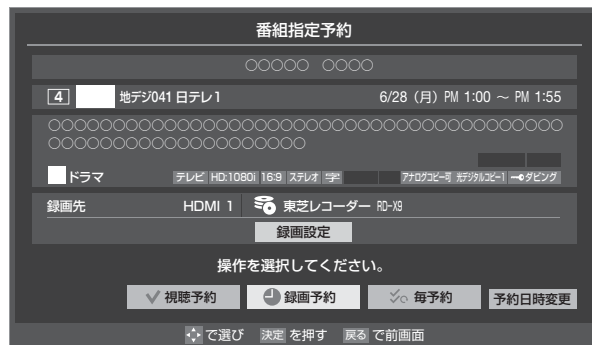 番組指定予約
○○○○○ ○○○○
4 地デジ041 日テレ1 6/28(月) PM 1:00 ～ PM 1:55
○○○○○○○○○○○○○○○○○○○○○○○○○○○○○○○○○○○○○○○
○○○○○○○○○○○○○○○○○○○
ドラマ テレビ HD:1080i 16:9 ステレオ 字 アナログコピー可 光デジタルコピー1 ダビング
録画先 HDMI 1 東芝レコーダー RD-X9
録画設定
操作を選択してください。
視聴予約 録画予約 毎予約 予約日時変更
で選び 決定 を押す 戻る で前画面